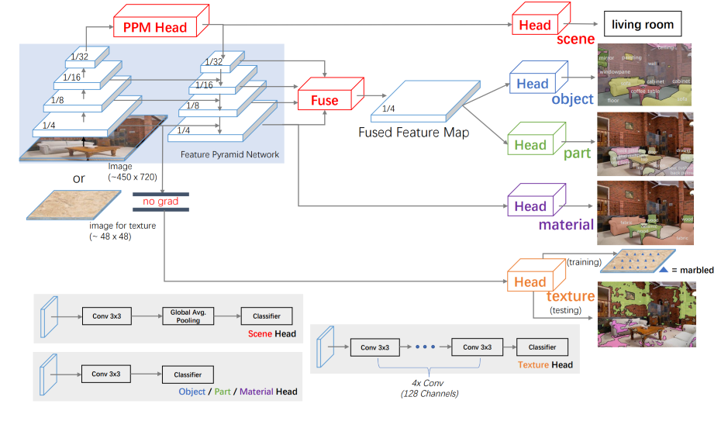 PPM Head
Head
scene
living room
1/32
1/16
1/8
1/4
1/32
1/16
1/8
1/4
Feature Pyramid Network
Fuse
1/4
Fused Feature Map
Head
object
Head
part
Head
material
Head
texture
(training)
(testing)
= marbled
Image
(~450 x 720)
or
image for texture
(~ 48 x 48)
no grad
Conv 3x3
Global Avg.
Pooling
Classifier
Scene Head
Conv 3x3
Classifier
Object / Part / Material Head
Conv 3x3
Conv 3x3
Classifier
Texture Head
4x Conv
(128 Channels)